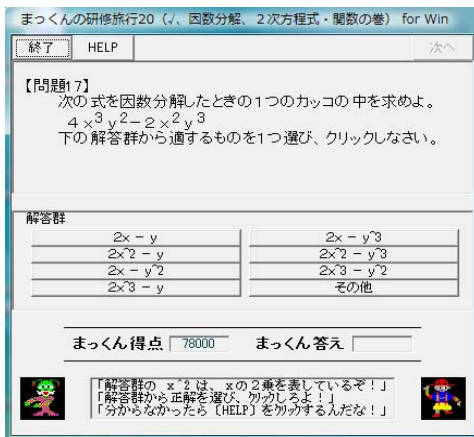 まっくんの研修旅行20（√、因数分解、２次方程式・関数の巻） for Win
終了 HELP 次へ
【問題17】
次の式を因数分解したときの1つのカッコの中を求めよ。
４x³y²－２x²y³
下の解答群から適するものを1つ選び、クリックしなさい。
解答群
2x － y 2x － y^3
2x^2 － y 2x^2 － y^3
2x － y^2 2x^3 － y^2
2x^3 － y その他
まっくん得点 78000 まっくん答え
「解答群の x^2 は、xの２乗を表しているぞ！」
「解答群から正解を選び、クリックしろよ！」
「分からなかったら〔HELP〕をクリックするんだな！」